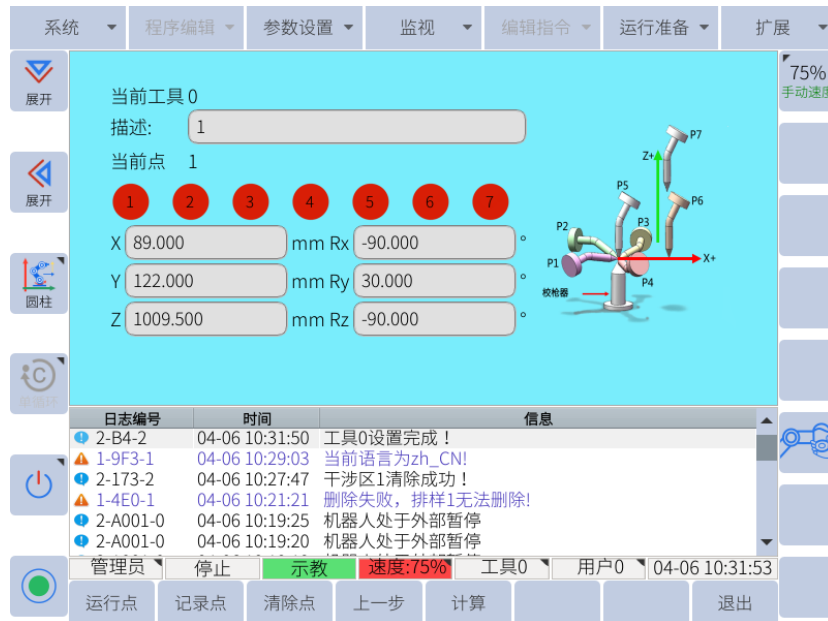 系统 程序编辑 参数设置 监视 编辑指令 运行准备 扩展
展开
75%
手动速度
当前工具 0
描述: 1
当前点 1
1 2 3 4 5 6 7
X 89.000 mm Rx -90.000 °
Y 122.000 mm Ry 30.000 °
Z 1009.500 mm Rz -90.000 °
P7
Z+
P5
P6
P2
P3
P1
X+
P4
校枪器
展开
圆柱
日志编号 时间 信息
2-B4-2 04-06 10:31:50 工具0设置完成！
1-9F3-1 04-06 10:29:03 当前语言为zh_CN!
2-173-2 04-06 10:27:47 干涉区1清除成功！
1-4E0-1 04-06 10:21:21 删除失败，排样1无法删除!
2-A001-0 04-06 10:19:25 机器人处于外部暂停
2-A001-0 04-06 10:19:20 机器人处于外部暂停
管理员 停止 示教 速度:75% 工具0 用户0 04-06 10:31:53
运行点 记录点 清除点 上一步 计算 退出